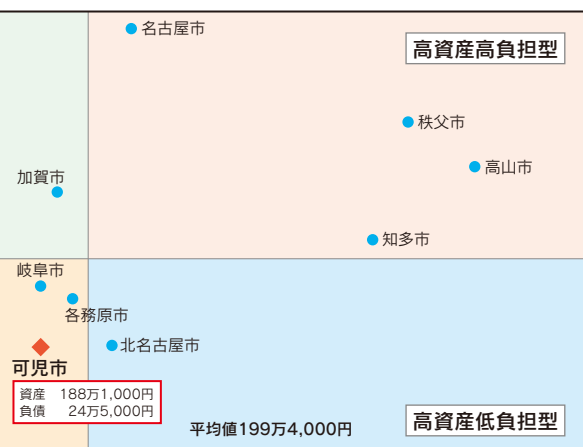 名古屋市
高資産高負担型
秩父市
高山市
加賀市
知多市
岐阜市
各務原市
北名古屋市
可児市
資産 188万1,000円
負債 24万5,000円
平均値199万4,000円
高資産低負担型